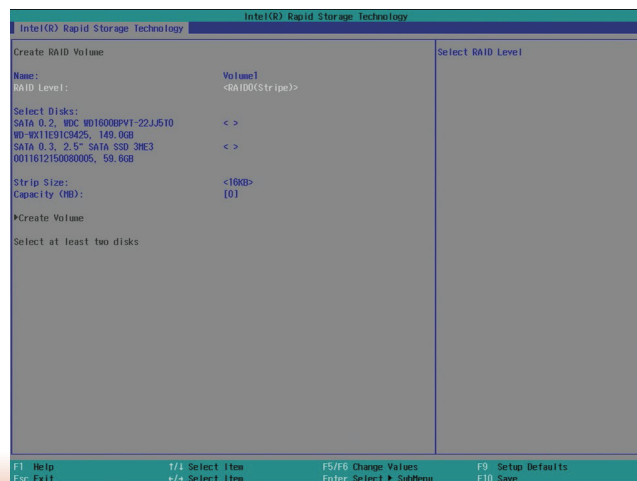 Intel(R) Rapid Storage Technology
Intel(R) Rapid Storage Technology
Create RAID Volume
Select RAID Level
Name: Volume1
RAID Level: <RAID0(Stripe)>
Select Disks:
SATA 0.2, WDC WD1600BPVT-22JJ5T0 < >
WD-WX11E91C9425, 149.0GB
SATA 0.3, 2.5" SATA SSD 3ME3 < >
0011612150080005, 59.6GB
Strip Size: <16KB>
Capacity (MB): [0]
▶Create Volume
Select at least two disks
F1 Help ↑/↓ Select Item F5/F6 Change Values F9 Setup Defaults
Esc Exit Select Item Enter Select ▶ SubMenu F10 Save